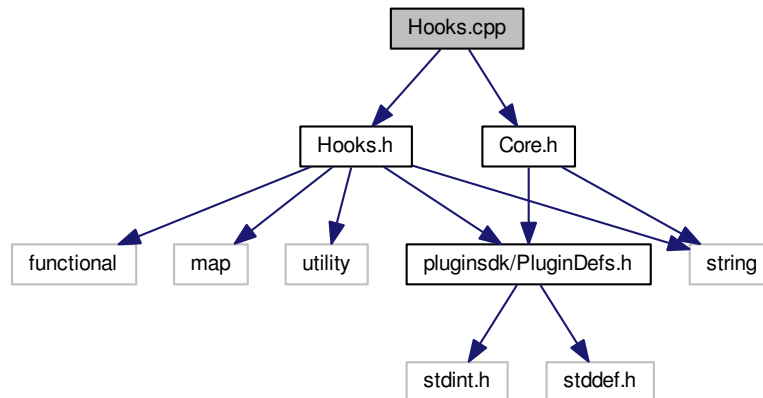 Hooks.cpp
Hooks.h
Core.h
functional
map
utility
pluginsdk/PluginDefs.h
string
stdint.h
stddef.h